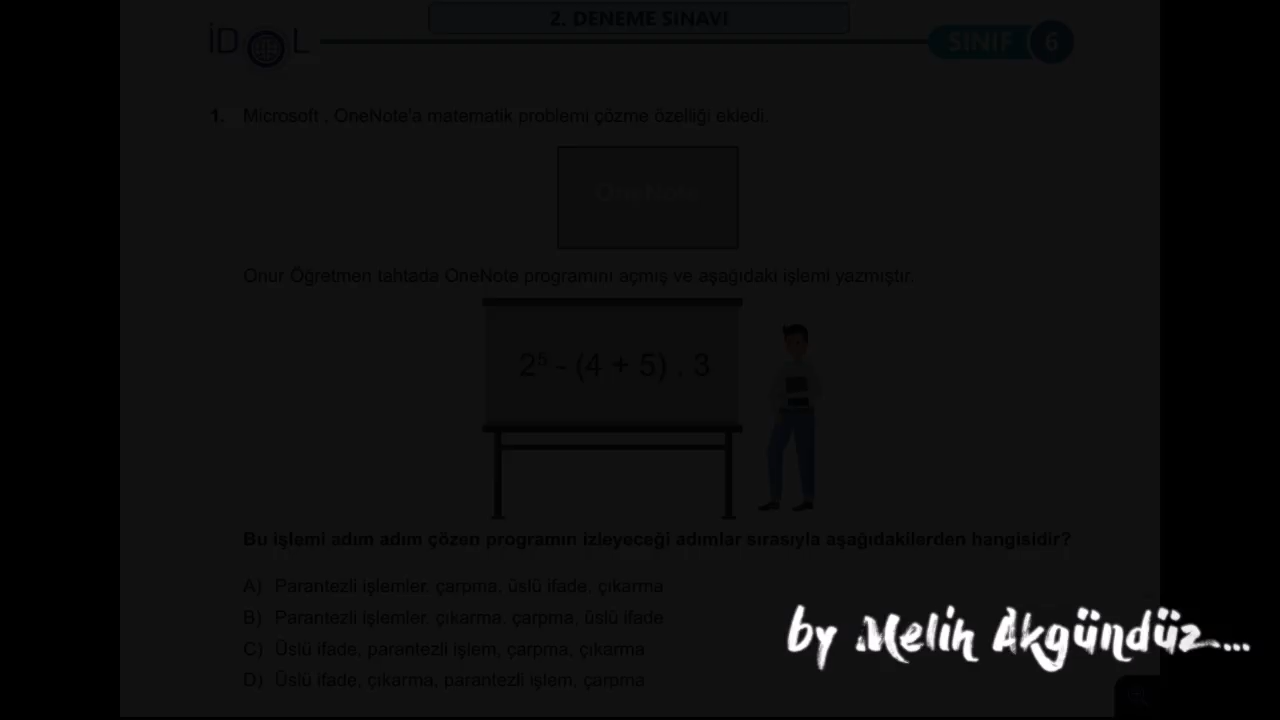 2. DENEME SINAVI
İDOL
SINIF 6
1. Microsoft , OneNote'a matematik problemi çözme özelliği ekledi.
OneNote
Onur Öğretmen tahtada OneNote programını açmış ve aşağıdaki işlemi yazmıştır.
2⁵ - (4 + 5) . 3
Bu işlemi adım adım çözen programın izleyeceği adımlar sırasıyla aşağıdakilerden hangisidir?
A) Parantezli işlemler, çarpma, üslü ifade, çıkarma
B) Parantezli işlemler, çıkarma, çarpma, üslü ifade
C) Üslü ifade, parantezli işlem, çarpma, çıkarma
D) Üslü ifade, çıkarma, parantezli işlem, çarpma
by Melih Akgündüz...